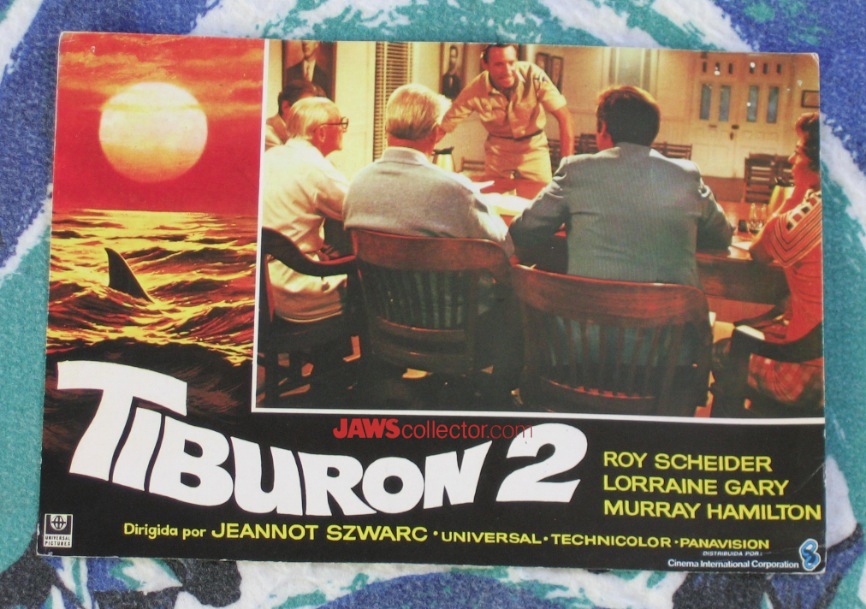 JAWScollector.com
TIBURON 2
ROY SCHEIDER
LORRAINE GARY
MURRAY HAMILTON
Dirigida por JEANNOT SZWARC • UNIVERSAL • TECHNICOLOR • PANAVISION
DISTRIBUIDA POR:
Cinema International Corporation
8
UNIVERSAL
PICTURES